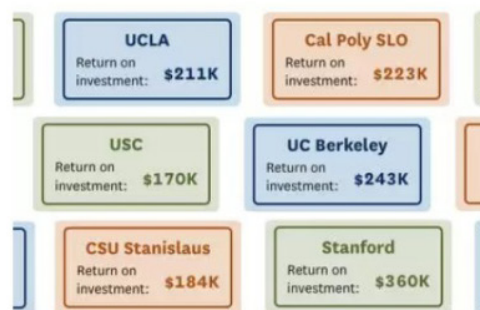 UCLA
Return on
investment: $211K
Cal Poly SLO
Return on
investment: $223K
USC
Return on
investment: $170K
UC Berkeley
Return on
investment: $243K
CSU Stanislaus
Return on
investment: $184K
Stanford
Return on
investment: $360K